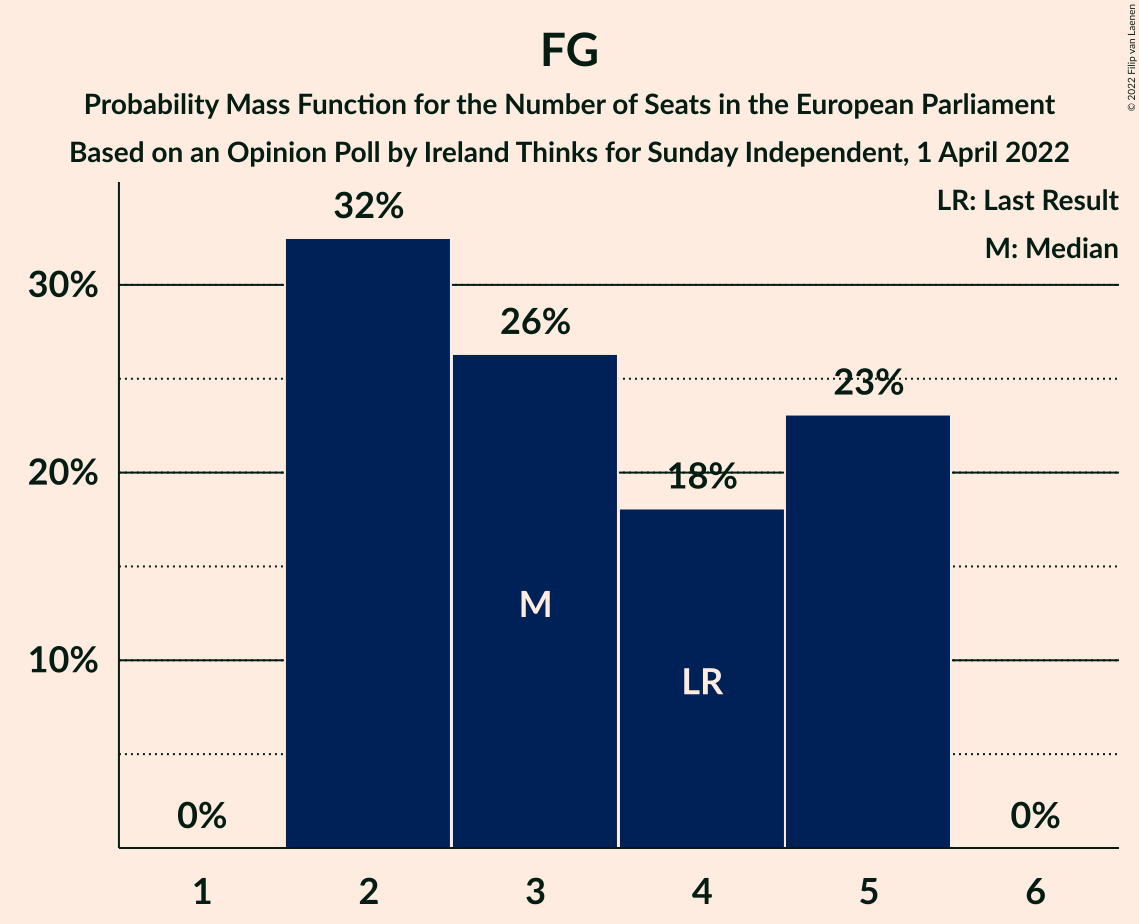 FG
Probability Mass Function for the Number of Seats in the European Parliament
Based on an Opinion Poll by Ireland Thinks for Sunday Independent, 1 April 2022
© 2022 Filip van Laenen
LR: Last Result
M: Median
32%
30%
26%
23%
20%
18%
M
10%
LR
0%
0%
1
2
3
4
5
6